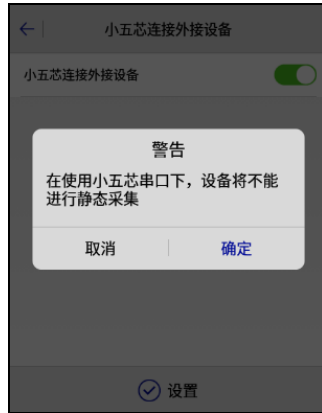 小五芯连接外接设备
小五芯连接外接设备
警告
在使用小五芯串口下，设备将不能
进行静态采集
取消
确定
设置